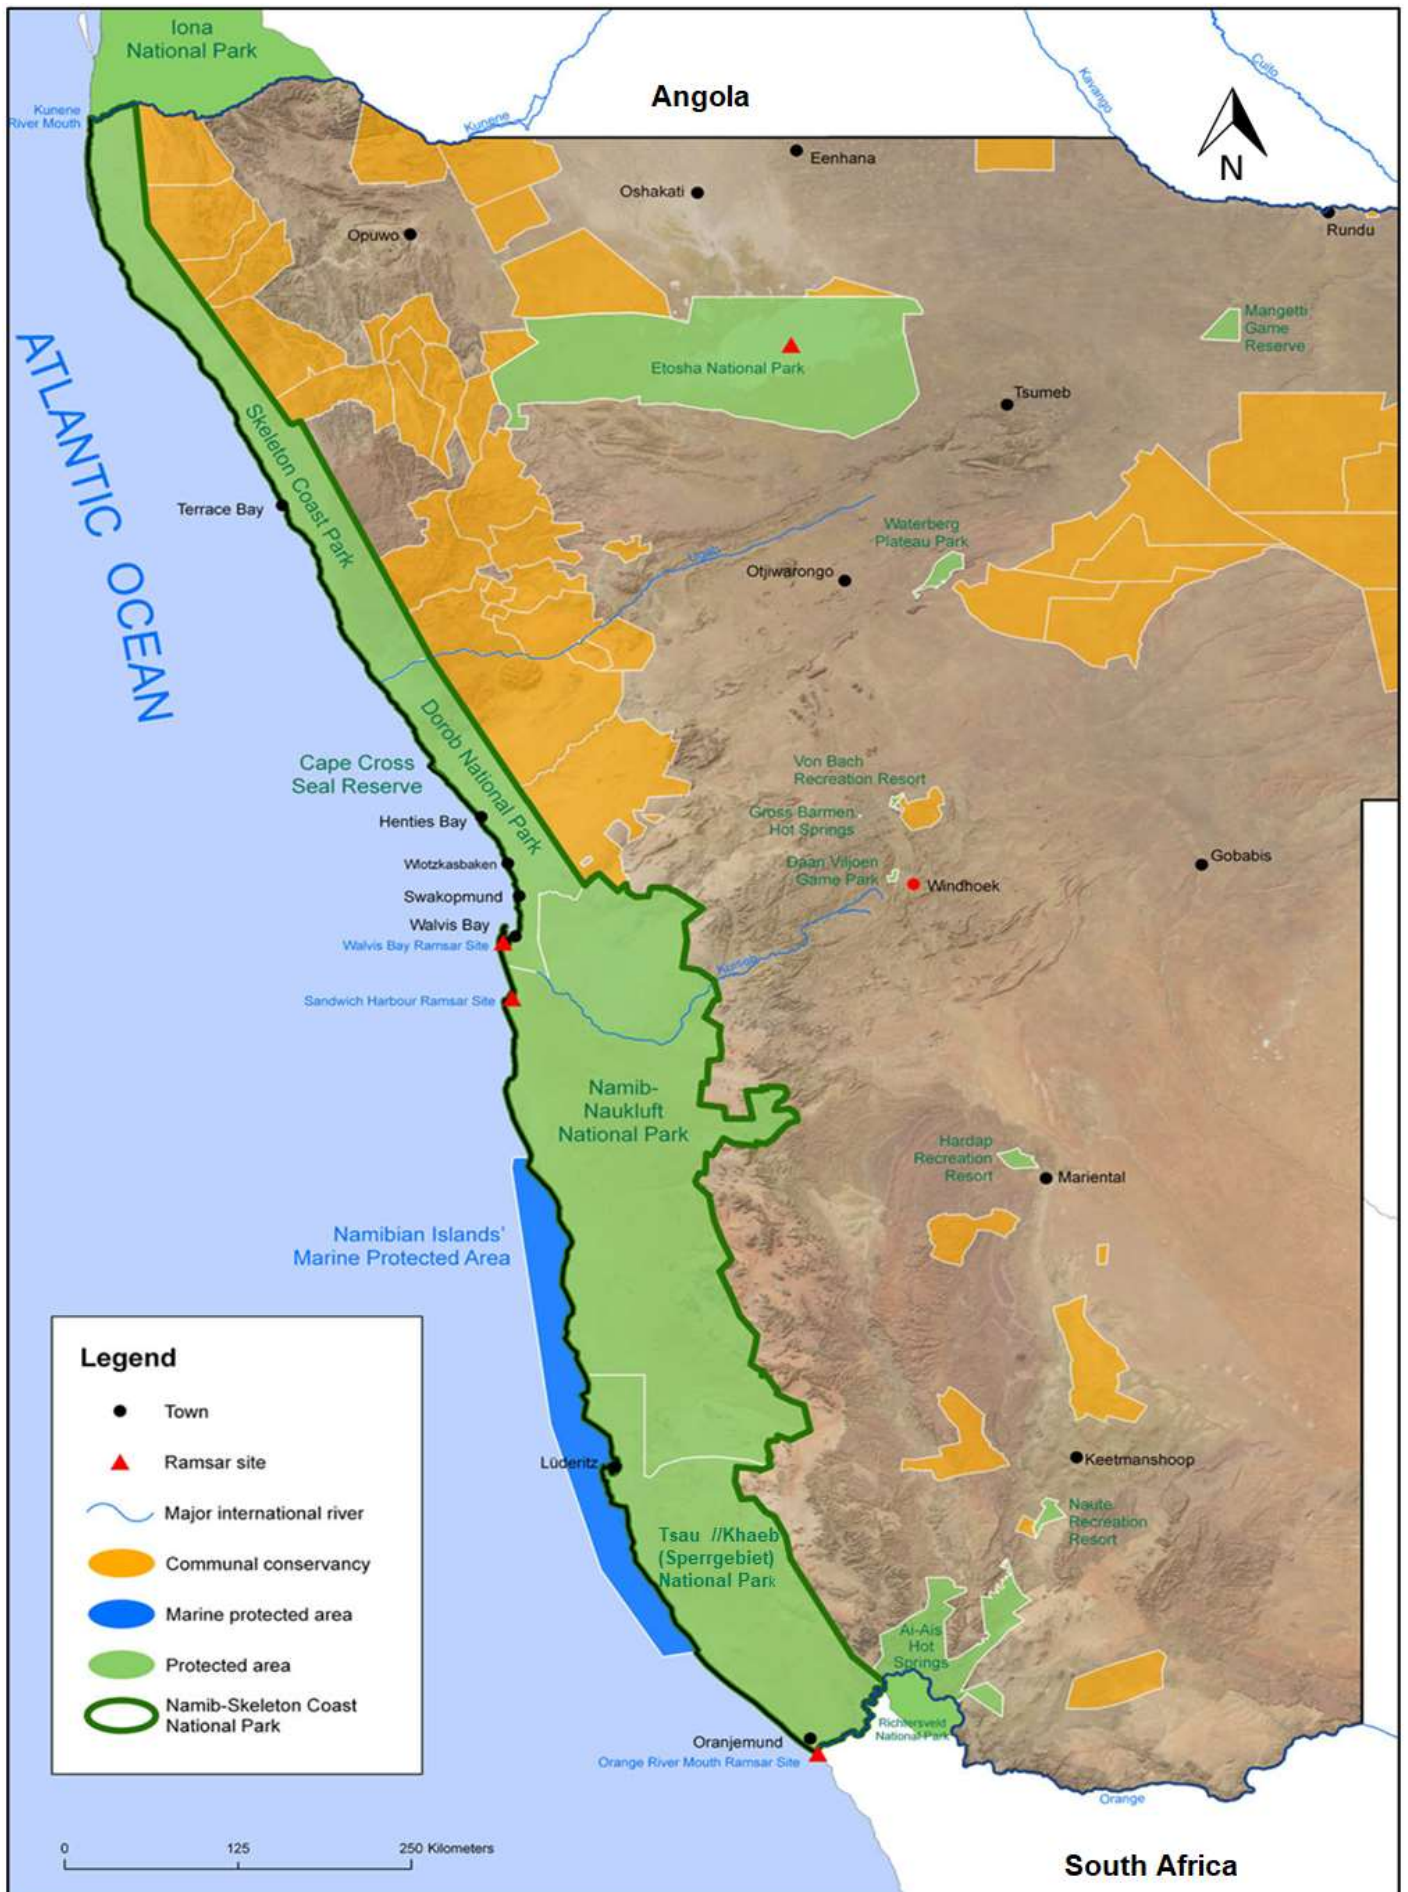 Iona
National Park
Angola
Kunene
River Mouth
Kunene
Kavango
Cuito
N
Eenhana
Oshakati
Rundu
Opuwo
Mangetti
Game
Reserve
Etosha National Park
Tsumeb
ATLANTIC OCEAN
Skeleton Coast Park
Terrace Bay
Waterberg
Plateau Park
Ugab
Otjiwarongo
Dorob National Park
Cape Cross
Seal Reserve
Von Bach
Recreation Resort
Gross Barmen
Hot Springs
Henties Bay
Wlotzkasbaken
Daan Viljoen
Game Park
Windhoek
Gobabis
Swakopmund
Walvis Bay
Walvis Bay Ramsar Site
Kuiseb
Sandwich Harbour Ramsar Site
Namib-
Naukluft
National Park
Hardap
Recreation
Resort
Mariental
Namibian Islands'
Marine Protected Area
Legend
Town
Ramsar site
Major international river
Communal conservancy
Marine protected area
Protected area
Namib-Skeleton Coast
National Park
Lüderitz
Keetmanshoop
Naute
Recreation
Resort
Tsau //Khaeb
(Sperrgebiet)
National Park
Ai-Ais
Hot
Springs
Richtersveld
National Park
Oranjemund
Orange River Mouth Ramsar Site
Orange
0 125 250 Kilometers
South Africa